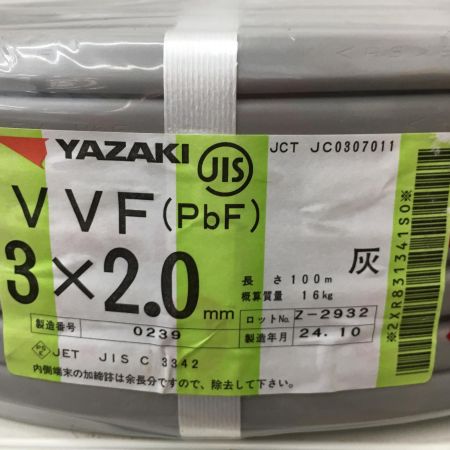 YAZAKI JIS JCT JC0307011
VVF(PbF)
3×2.0mm
長さ 100m 灰
概算質量 16kg
製造番号 0239 ロットNo. Z-2932
製造年月 24.10
JET JIS C 3342
内側端末の加締跡は余長分ですので、除去して下さい。
※2XR831341S0※